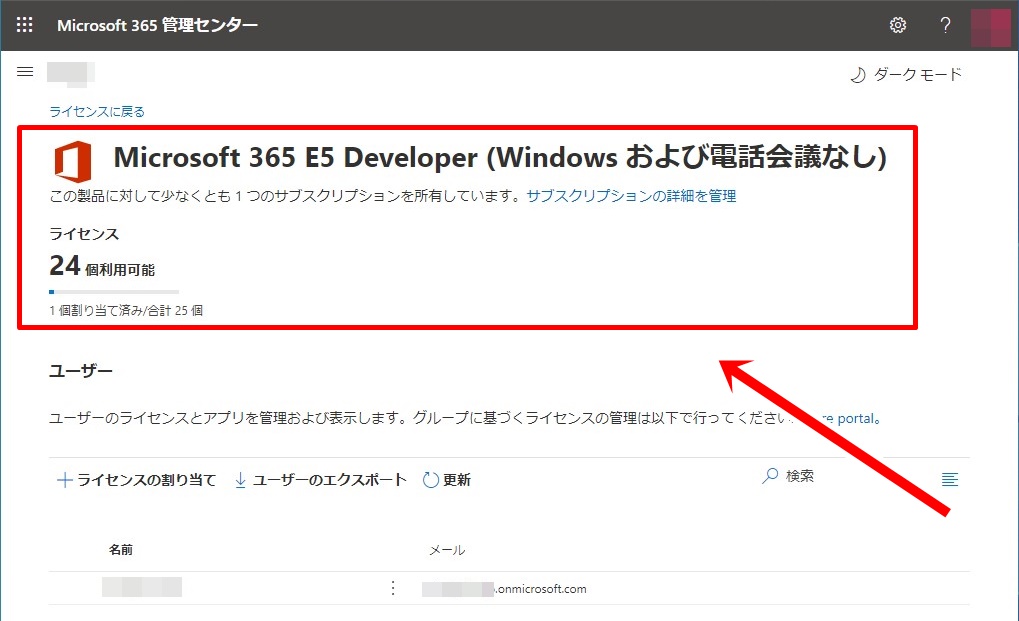 Microsoft 365 管理センター
ダーク モード
ライセンスに戻る
Microsoft 365 E5 Developer (Windows および電話会議なし)
この製品に対して少なくとも 1 つのサブスクリプションを所有しています。サブスクリプションの詳細を管理
ライセンス
24 個利用可能
1 個割り当て済み/合計 25 個
ユーザー
ユーザーのライセンスとアプリを管理および表示します。グループに基づくライセンスの管理は以下で行ってくださ portal。
ライセンスの割り当て ユーザーのエクスポート 更新 検索
名前 メール
.onmicrosoft.com